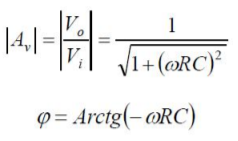 |A_v| = |V_o / V_i| = 1 / √(1+(ωRC)²)
φ = Arctg(−ωRC)